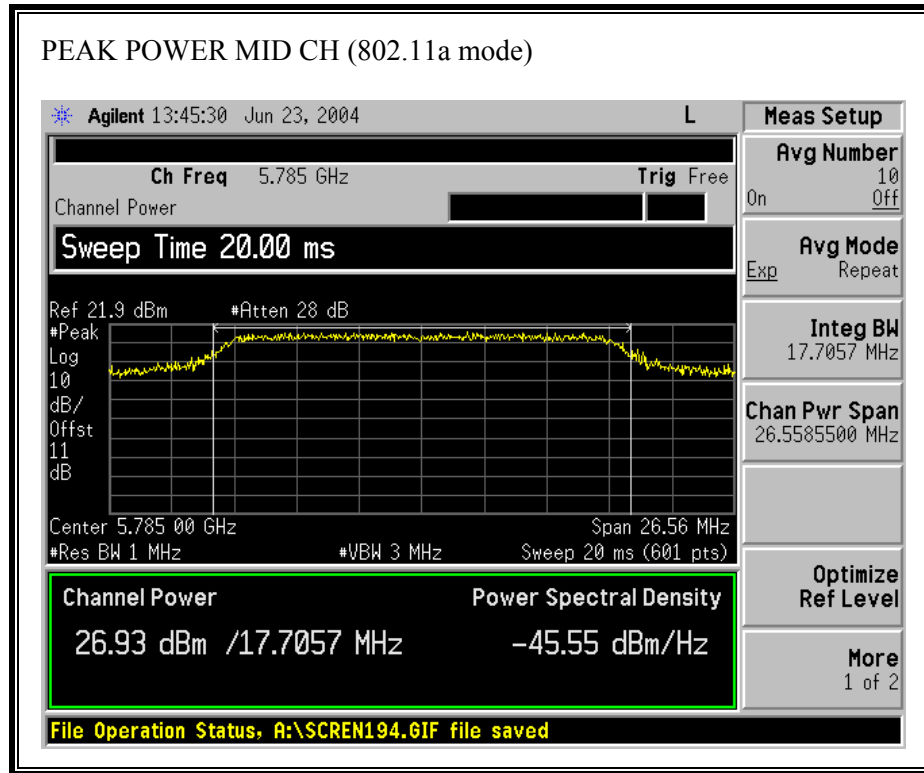 PEAK POWER MID CH (802.11a mode)
Agilent 13:45:30 Jun 23, 2004 L
Meas Setup
Ch Freq 5.785 GHz Trig Free
Channel Power
Sweep Time 20.00 ms
Ref 21.9 dBm #Atten 28 dB
#Peak
Log
10
dB/
Offst
11
dB
Center 5.785 00 GHz Span 26.56 MHz
#Res BW 1 MHz #VBW 3 MHz Sweep 20 ms (601 pts)
Channel Power Power Spectral Density
26.93 dBm /17.7057 MHz -45.55 dBm/Hz
File Operation Status, A:\SCREN194.GIF file saved
Avg Number
10
On Off
Avg Mode
Exp Repeat
Integ BW
17.7057 MHz
Chan Pwr Span
26.5585500 MHz
Optimize
Ref Level
More
1 of 2